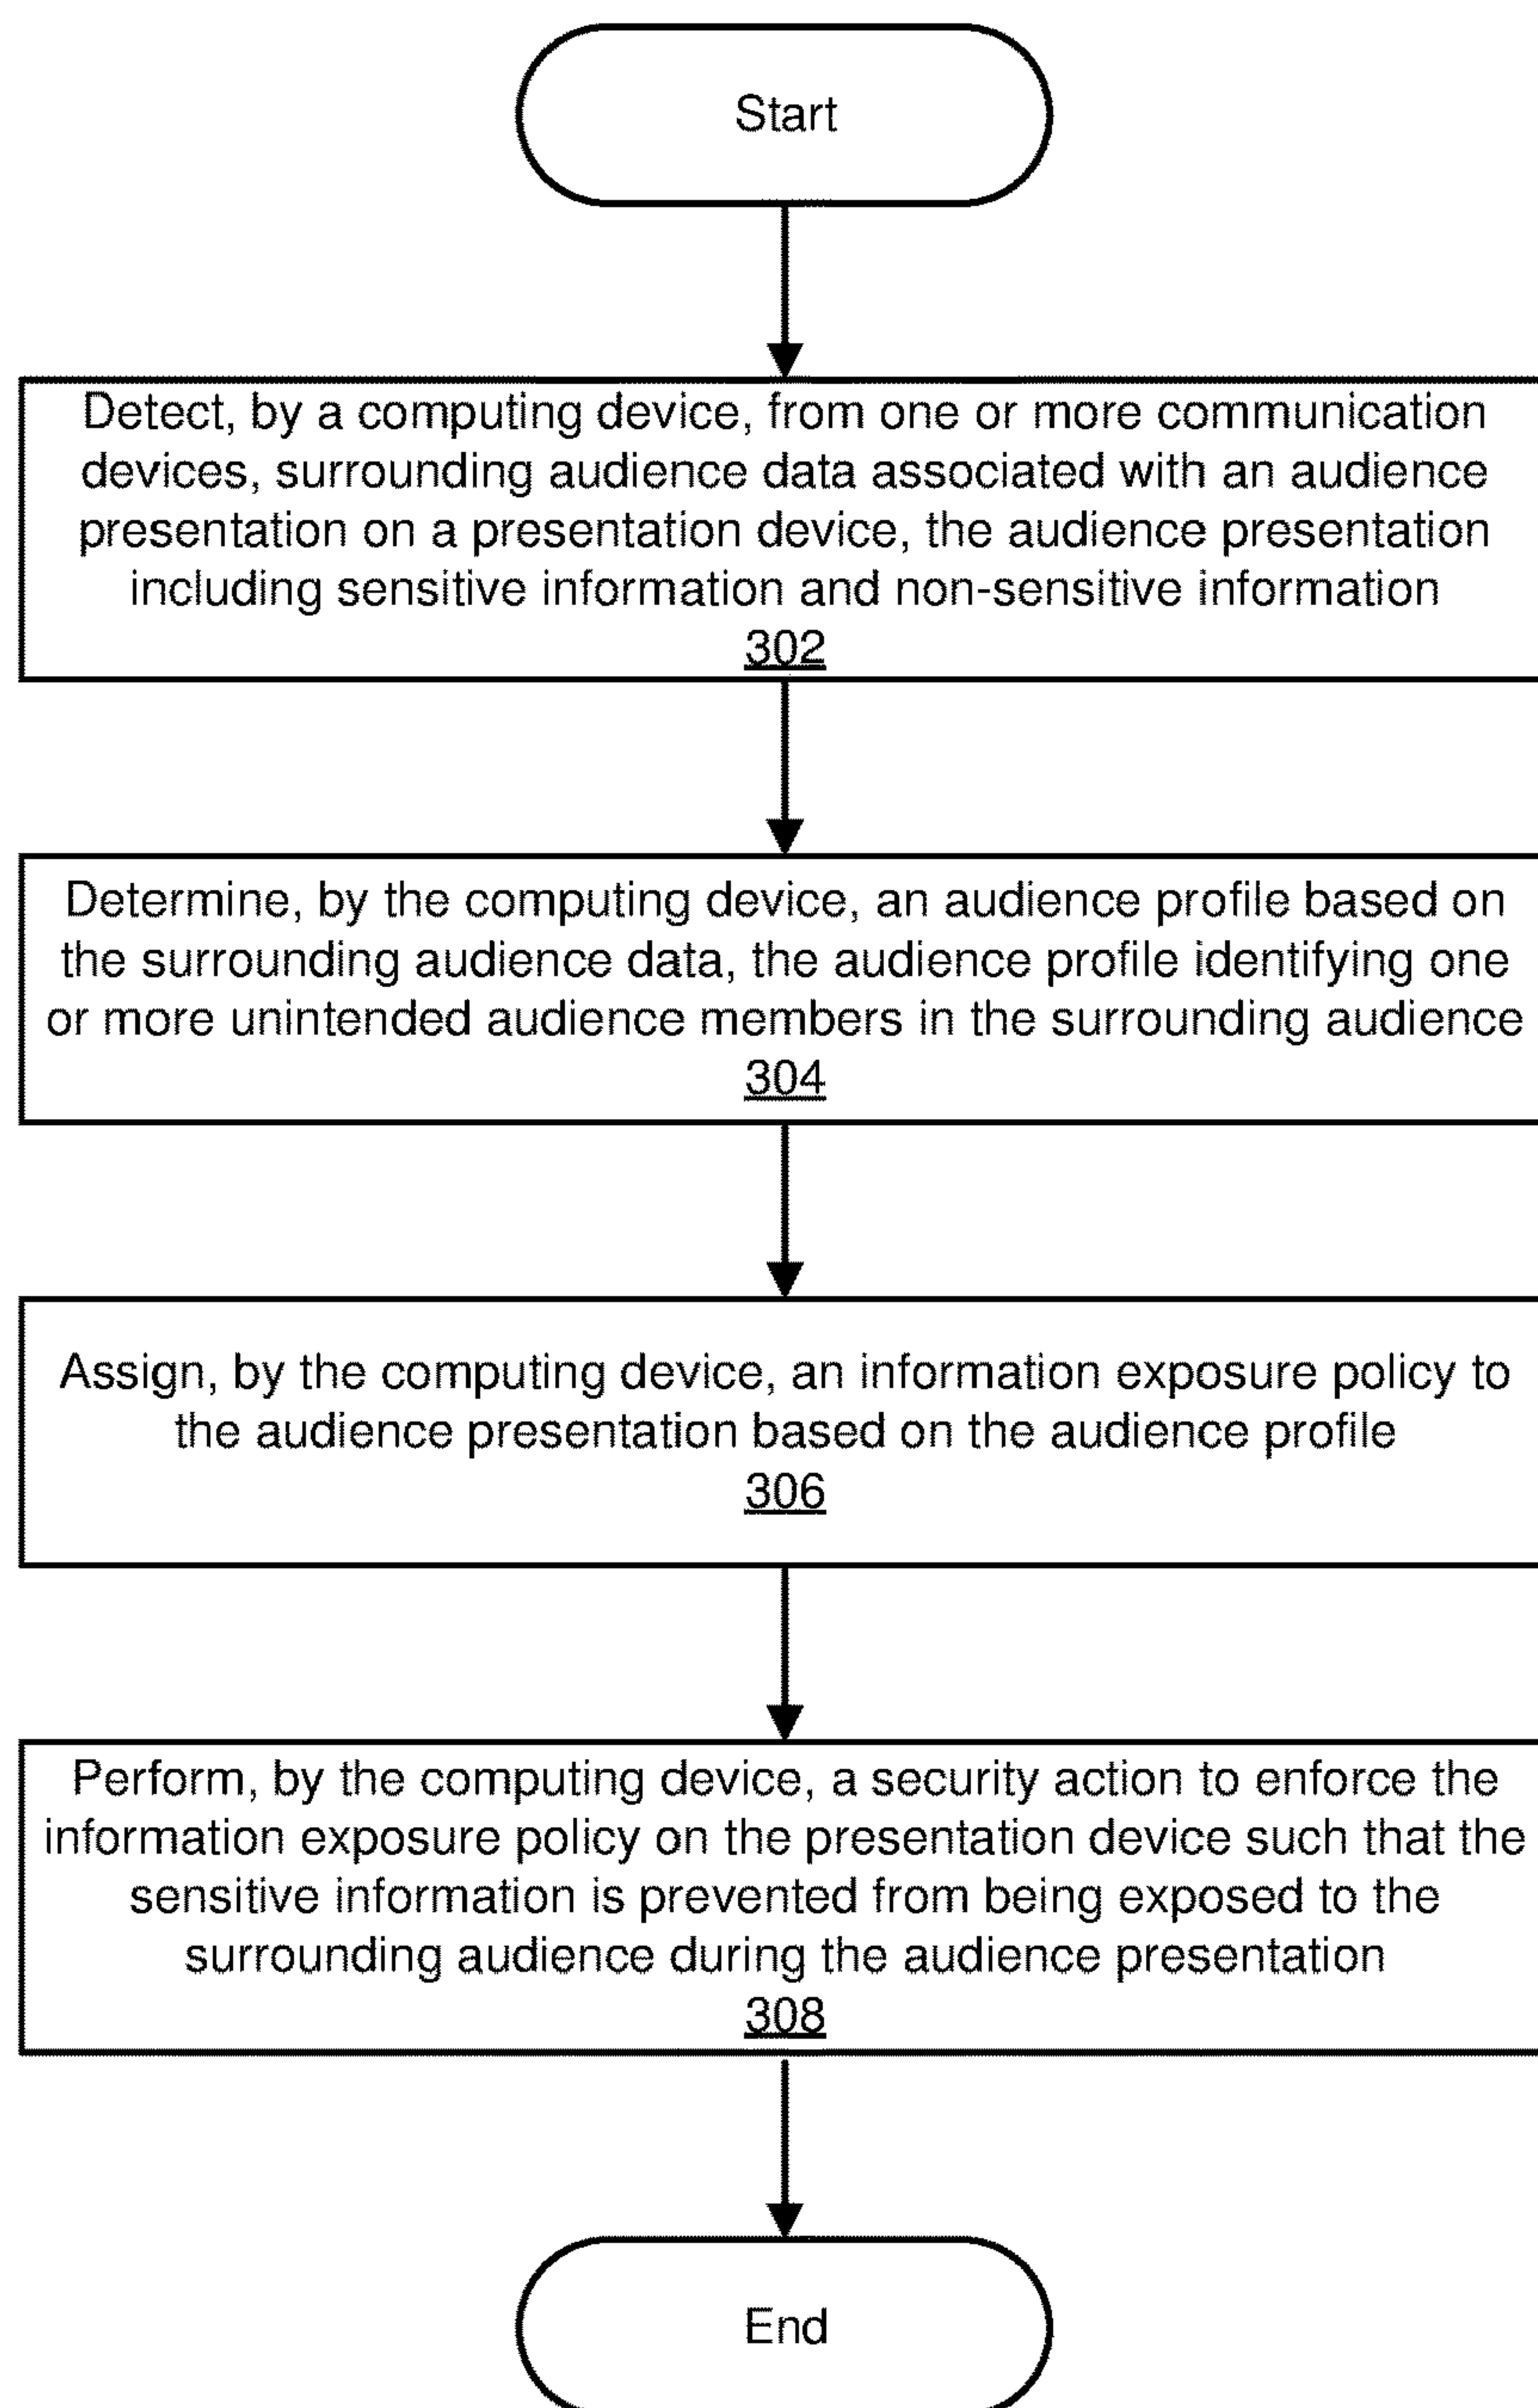 Start
Detect, by a computing device, from one or more communication
devices, surrounding audience data associated with an audience
presentation on a presentation device, the audience presentation
including sensitive information and non-sensitive information
302
Determine, by the computing device, an audience profile based on
the surrounding audience data, the audience profile identifying one
or more unintended audience members in the surrounding audience
304
Assign, by the computing device, an information exposure policy to
the audience presentation based on the audience profile
306
Perform, by the computing device, a security action to enforce the
information exposure policy on the presentation device such that the
sensitive information is prevented from being exposed to the
surrounding audience during the audience presentation
308
End